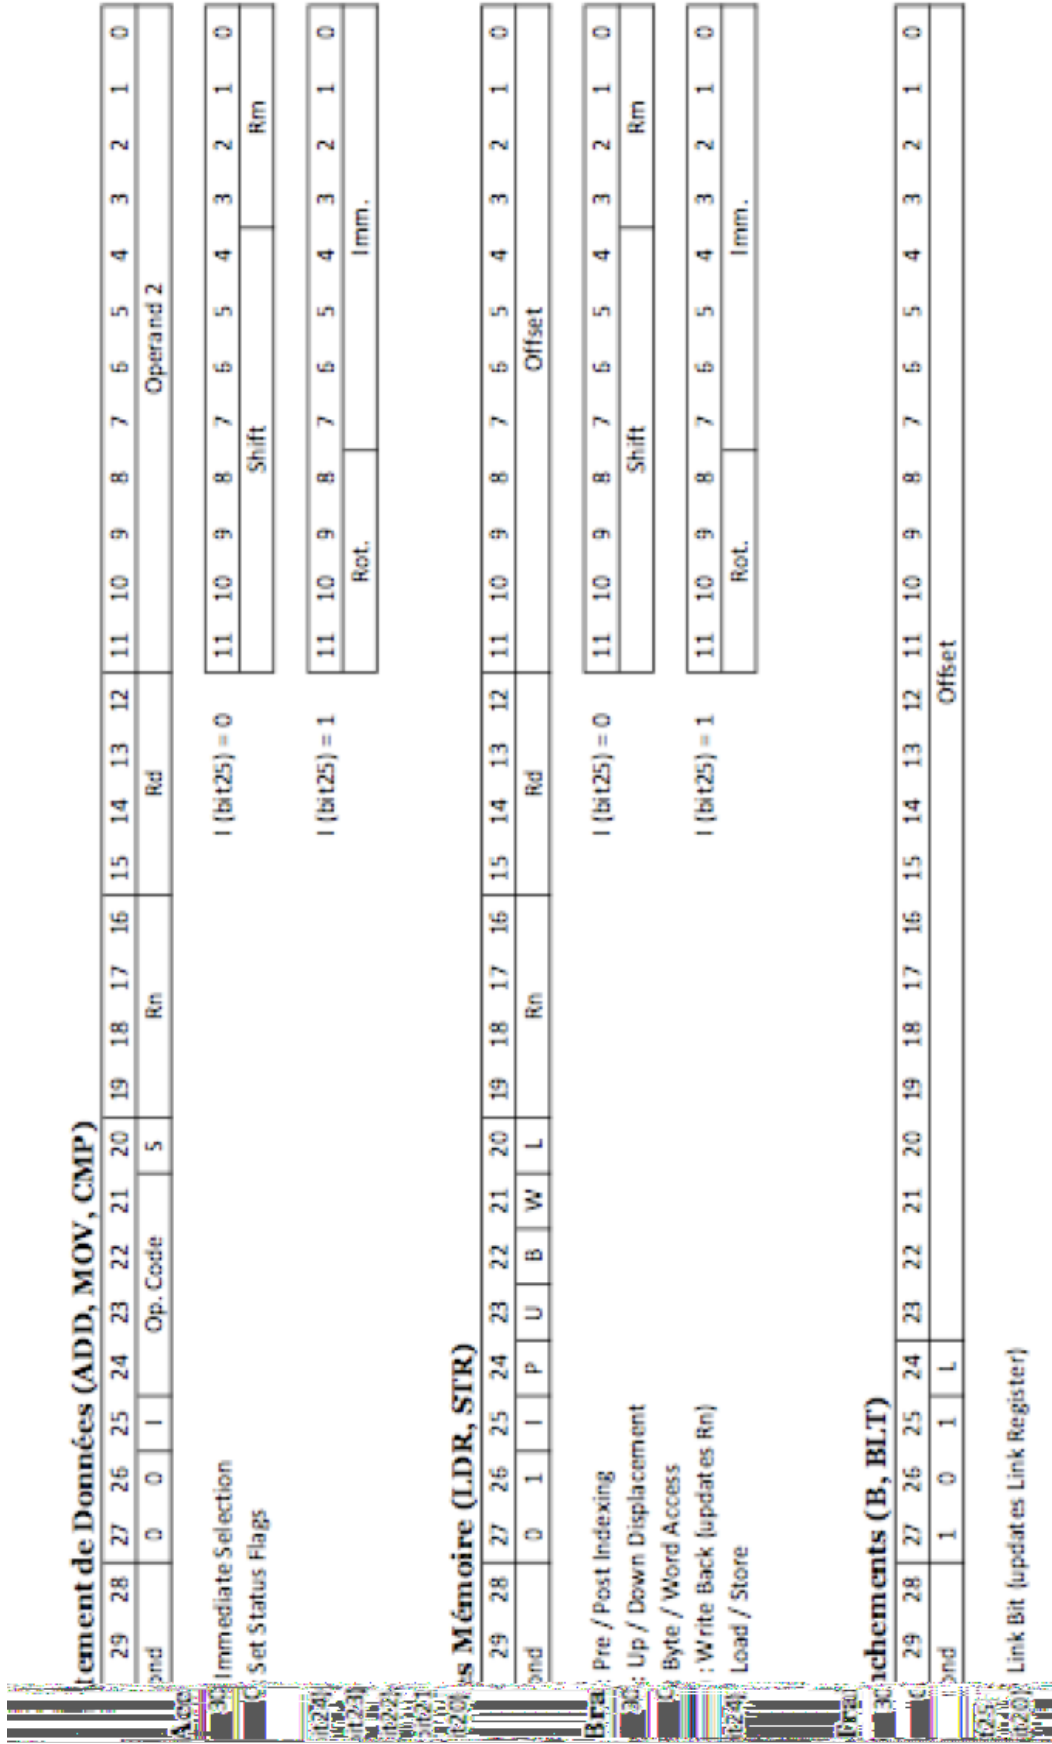 tement de Données (ADD, MOV, CMP)
29 28 27 26 25 24 23 22 21 20 19 18 17 16 15 14 13 12 11 10 9 8 7 6 5 4 3 2 1 0
ond 0 0 I Op. Code S Rn Rd Operand 2
Immediate Selection
Set Status Flags
I (bit25) = 0
11 10 9 8 7 6 5 4 3 2 1 0
Shift Rm
I (bit25) = 1
11 10 9 8 7 6 5 4 3 2 1 0
Rot. Imm.
s Mémoire (LDR, STR)
29 28 27 26 25 24 23 22 21 20 19 18 17 16 15 14 13 12 11 10 9 8 7 6 5 4 3 2 1 0
ond 0 1 I P U B W L Rn Rd Offset
Pre / Post Indexing
: Up / Down Displacement
Byte / Word Access
: Write Back (updates Rn)
Load / Store
I (bit25) = 0
11 10 9 8 7 6 5 4 3 2 1 0
Shift Rm
I (bit25) = 1
11 10 9 8 7 6 5 4 3 2 1 0
Rot. Imm.
chements (B, BLT)
29 28 27 26 25 24 23 22 21 20 19 18 17 16 15 14 13 12 11 10 9 8 7 6 5 4 3 2 1 0
ond 1 0 1 L Offset
Link Bit (updates Link Register)